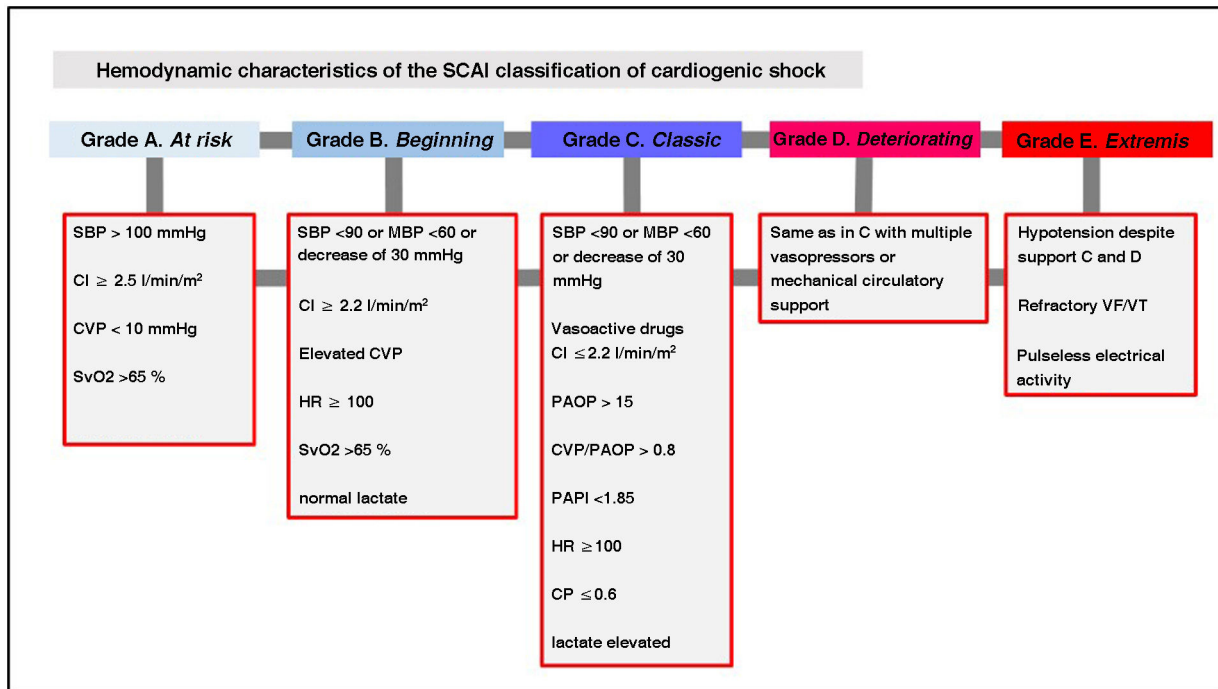 Hemodynamic characteristics of the SCAI classification of cardiogenic shock
Grade A. At risk
Grade B. Beginning
Grade C. Classic
Grade D. Deteriorating
Grade E. Extremis
SBP > 100 mmHg
CI ≥ 2.5 l/min/m²
CVP < 10 mmHg
SvO2 >65 %
SBP <90 or MBP <60 or
decrease of 30 mmHg
CI ≥ 2.2 l/min/m²
Elevated CVP
HR ≥ 100
SvO2 >65 %
normal lactate
SBP <90 or MBP <60
or decrease of 30
mmHg
Vasoactive drugs
CI ≤2.2 l/min/m²
PAOP > 15
CVP/PAOP > 0.8
PAPI <1.85
HR ≥100
CP ≤0.6
lactate elevated
Same as in C with multiple
vasopressors or
mechanical circulatory
support
Hypotension despite
support C and D
Refractory VF/VT
Pulseless electrical
activity